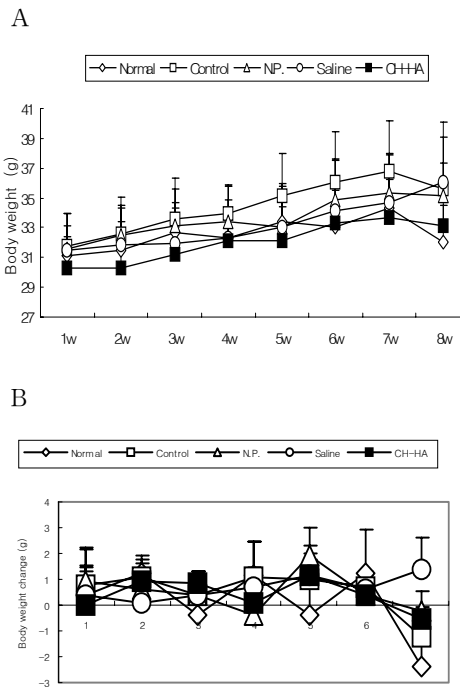 A
Normal Control N.P. Saline CH-HA
Body weight (g)
41
39
37
35
33
31
29
27
1w 2w 3w 4w 5w 6w 7w 8w
B
Normal Control N.P. Saline CH-HA
Body weight change (g)
4
3
2
1
0
-1
-2
-3
1 2 3 4 5 6